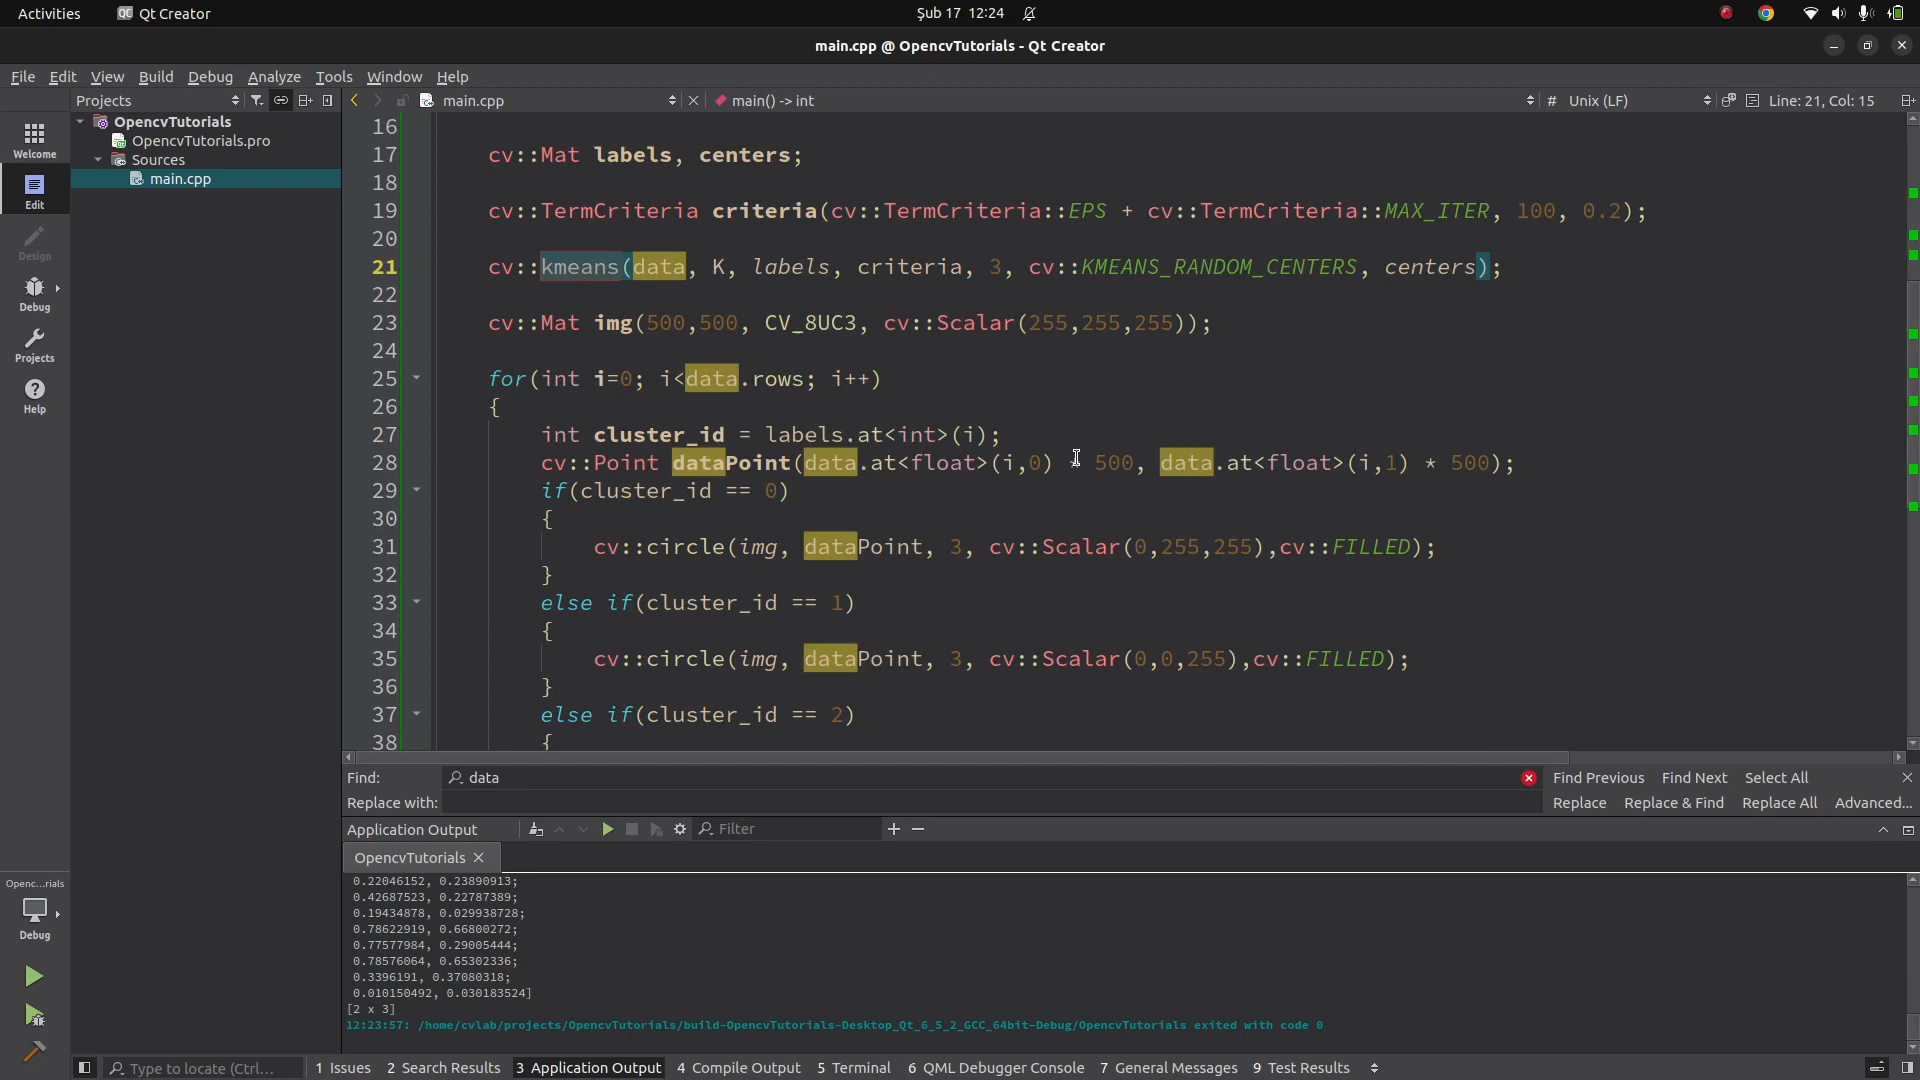 Activities Qt Creator Şub 17 12:24
main.cpp @ OpencvTutorials - Qt Creator
File Edit View Build Debug Analyze Tools Window Help
Projects main.cpp main() -> int # Unix (LF) Line: 21, Col: 15
OpencvTutorials
OpencvTutorials.pro
Sources
main.cpp
Welcome
Edit
Design
Debug
Projects
Help
16
17 cv::Mat labels, centers;
18
19 cv::TermCriteria criteria(cv::TermCriteria::EPS + cv::TermCriteria::MAX_ITER, 100, 0.2);
20
21 cv::kmeans(data, K, labels, criteria, 3, cv::KMEANS_RANDOM_CENTERS, centers);
22
23 cv::Mat img(500,500, CV_8UC3, cv::Scalar(255,255,255));
24
25 for(int i=0; i<data.rows; i++)
26 {
27 int cluster_id = labels.at<int>(i);
28 cv::Point dataPoint(data.at<float>(i,0) * 500, data.at<float>(i,1) * 500);
29 if(cluster_id == 0)
30 {
31 cv::circle(img, dataPoint, 3, cv::Scalar(0,255,255),cv::FILLED);
32 }
33 else if(cluster_id == 1)
34 {
35 cv::circle(img, dataPoint, 3, cv::Scalar(0,0,255),cv::FILLED);
36 }
37 else if(cluster_id == 2)
38 {
Find: data Find Previous Find Next Select All
Replace with: Replace Replace & Find Replace All Advanced...
Application Output Filter
OpencvTutorials
0.22046152, 0.23890913;
0.42687523, 0.22787389;
0.19434878, 0.029938728;
0.78622919, 0.66800272;
0.77577984, 0.29005444;
0.78576064, 0.65302336;
0.3396191, 0.37080318;
0.010150492, 0.030183524]
[2 x 3]
12:23:57: /home/cvlab/projects/OpencvTutorials/build-OpencvTutorials-Desktop_Qt_6_5_2_GCC_64bit-Debug/OpencvTutorials exited with code 0
Openc...rials
Debug
Type to locate (Ctrl... 1 Issues 2 Search Results 3 Application Output 4 Compile Output 5 Terminal 6 QML Debugger Console 7 General Messages 9 Test Results